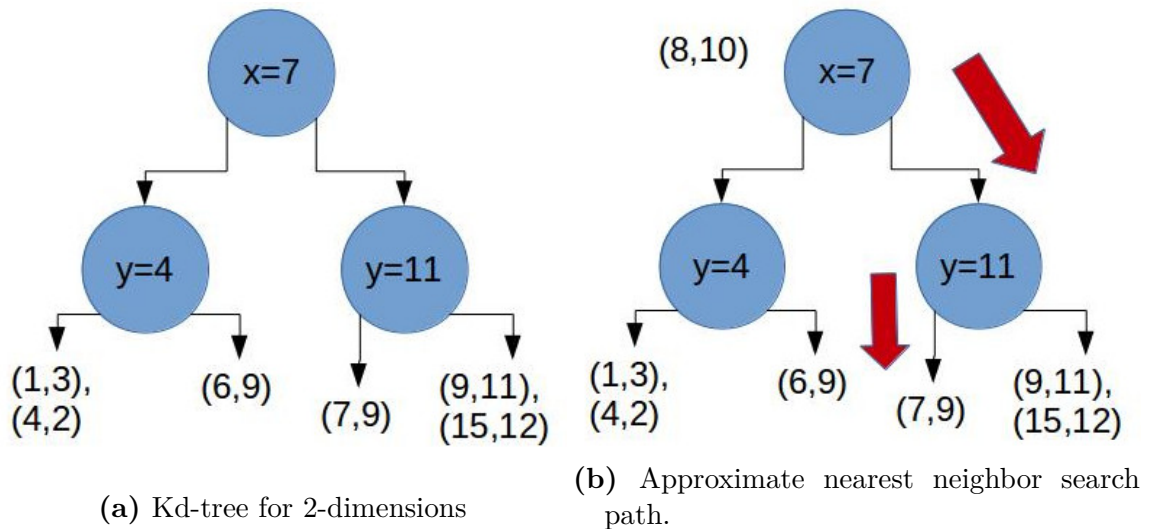 x=7
y=4
y=11
(1,3),
(4,2)
(6,9)
(7,9)
(9,11),
(15,12)
(a) Kd-tree for 2-dimensions
(8,10)
x=7
y=4
y=11
(1,3),
(4,2)
(6,9)
(7,9)
(9,11),
(15,12)
(b) Approximate nearest neighbor search
path.